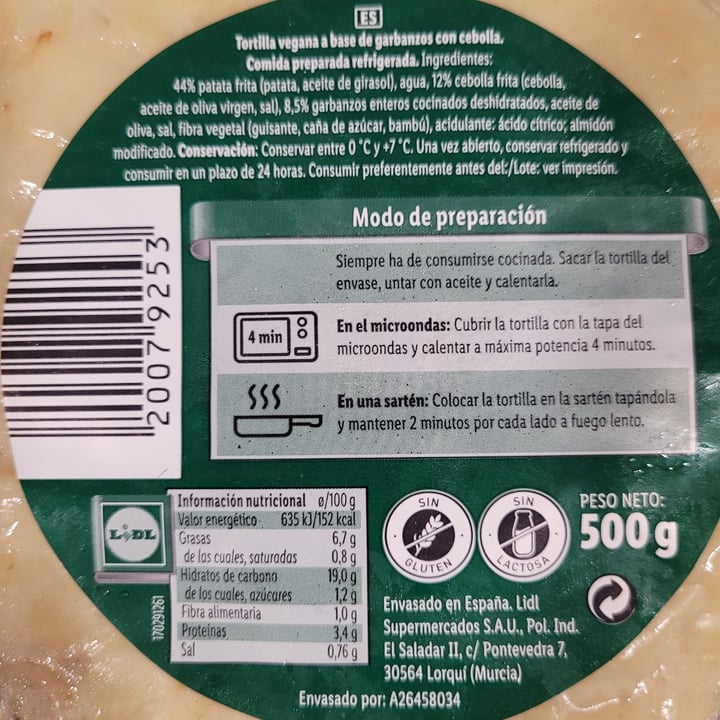 ES
Tortilla vegana a base de garbanzos con cebolla.
Comida preparada refrigerada. Ingredientes:
44% patata frita (patata, aceite de girasol), agua, 12% cebolla frita (cebolla,
aceite de oliva virgen, sal), 8,5% garbanzos enteros cocinados deshidratados, aceite de
oliva, sal, fibra vegetal (guisante, caña de azúcar, bambú), acidulante: ácido cítrico; almidón
modificado. Conservación: Conservar entre 0 °C y +7 °C. Una vez abierto, conservar refrigerado y
consumir en un plazo de 24 horas. Consumir preferentemente antes del:/Lote: ver impresión.
20079253
Modo de preparación
Siempre ha de consumirse cocinada. Sacar la tortilla del
envase, untar con aceite y calentarla.
4 min
En el microondas: Cubrir la tortilla con la tapa del
microondas y calentar a máxima potencia 4 minutos.
En una sartén: Colocar la tortilla en la sartén tapándola
y mantener 2 minutos por cada lado a fuego lento.
LIDL
170291261
Información nutricional ø/100 g
Valor energético 635 kJ/152 kcal
Grasas 6,7 g
de las cuales, saturadas 0,8 g
Hidratos de carbono 19,0 g
de los cuales, azúcares 1,2 g
Fibra alimentaria 1,0 g
Proteínas 3,4 g
Sal 0,76 g
SIN
GLUTEN
SIN
LACTOSA
PESO NETO:
500 g
Envasado en España. Lidl
Supermercados S.A.U., Pol. Ind.
El Saladar II, c/ Pontevedra 7,
30564 Lorquí (Murcia)
Envasado por: A26458034